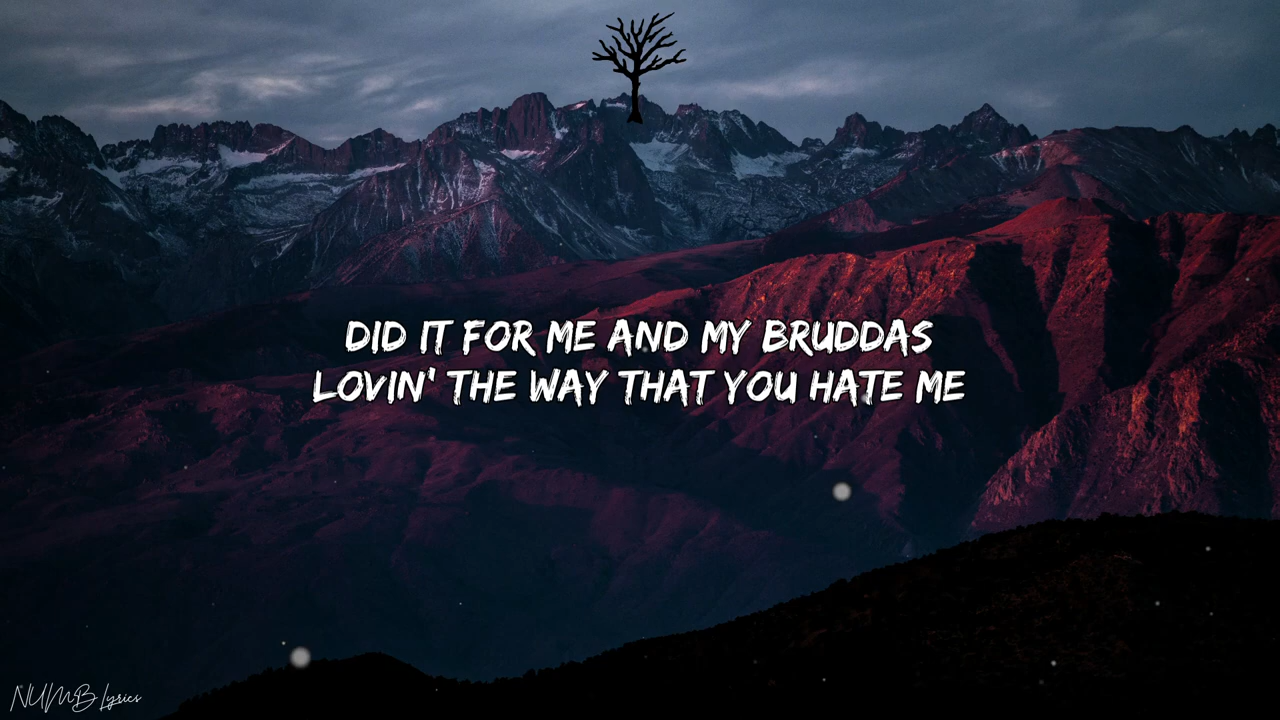 DID IT FOR ME AND MY BRUDDAS
LOVIN' THE WAY THAT YOU HATE ME
NUMB Lyrics